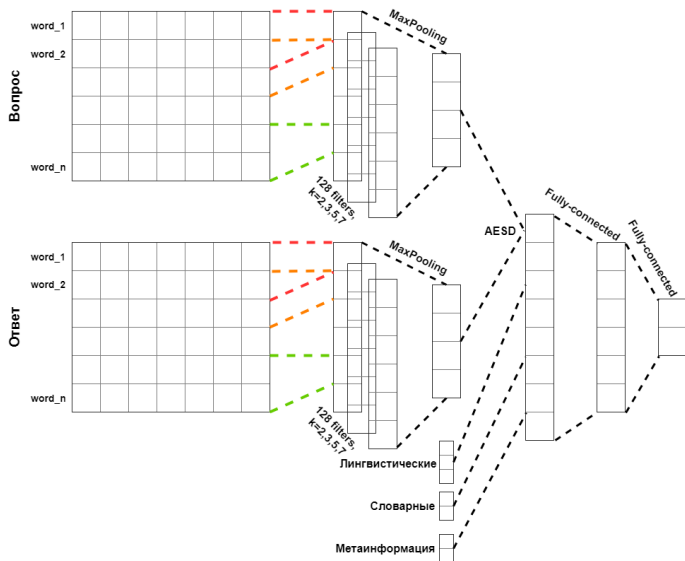 Вопрос
word_1
word_2
word_n
128 filters,
k=2,3,5,7
MaxPooling
Ответ
word_1
word_2
word_n
128 filters,
k=2,3,5,7
MaxPooling
AESD
Fully-connected
Fully-connected
Лингвистические
Словарные
Метаинформация